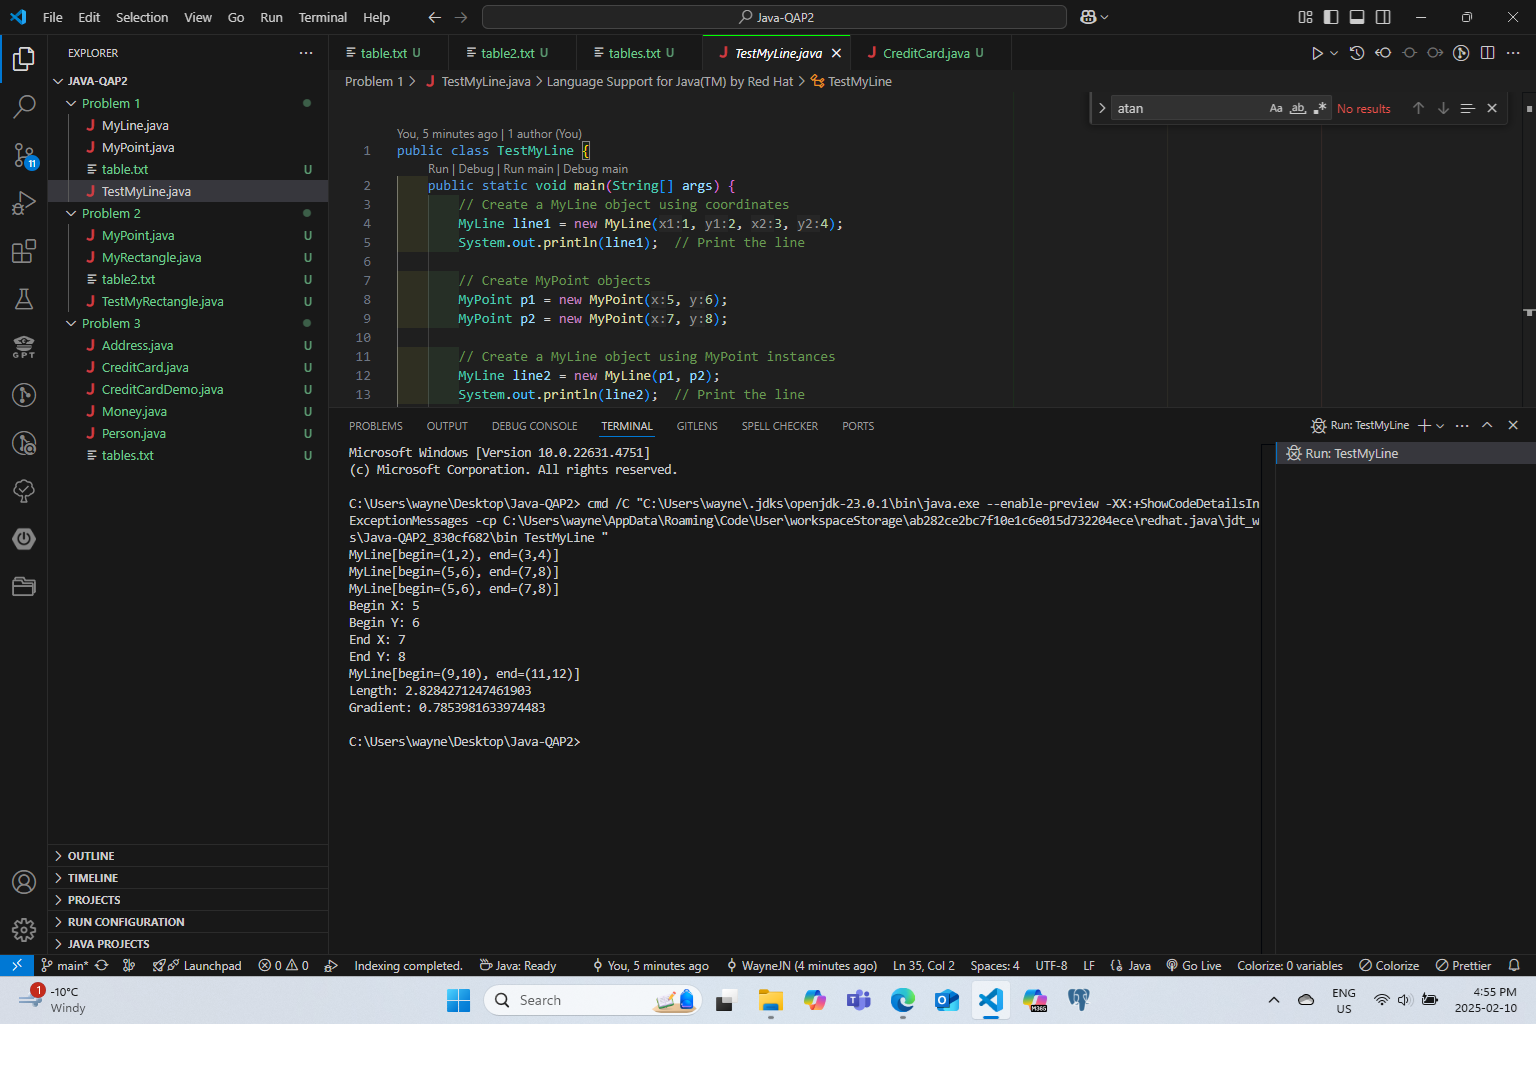 File Edit Selection View Go Run Terminal Help
Java-QAP2
EXPLORER
JAVA-QAP2
Problem 1
MyLine.java
MyPoint.java
table.txt U
TestMyLine.java
Problem 2
MyPoint.java U
MyRectangle.java U
table2.txt U
TestMyRectangle.java U
Problem 3
Address.java U
CreditCard.java U
CreditCardDemo.java U
Money.java U
Person.java U
tables.txt U
OUTLINE
TIMELINE
PROJECTS
RUN CONFIGURATION
JAVA PROJECTS
11
GPT
table.txt U table2.txt U tables.txt U TestMyLine.java CreditCard.java U
Problem 1 > TestMyLine.java > Language Support for Java(TM) by Red Hat > TestMyLine
atan Aa ab No results
You, 5 minutes ago | 1 author (You)
1 public class TestMyLine {
Run | Debug | Run main | Debug main
2 public static void main(String[] args) {
3 // Create a MyLine object using coordinates
4 MyLine line1 = new MyLine(x1:1, y1:2, x2:3, y2:4);
5 System.out.println(line1);  // Print the line
6
7 // Create MyPoint objects
8 MyPoint p1 = new MyPoint(x:5, y:6);
9 MyPoint p2 = new MyPoint(x:7, y:8);
10
11 // Create a MyLine object using MyPoint instances
12 MyLine line2 = new MyLine(p1, p2);
13 System.out.println(line2);  // Print the line
PROBLEMS OUTPUT DEBUG CONSOLE TERMINAL GITLENS SPELL CHECKER PORTS
Run: TestMyLine
Run: TestMyLine
Microsoft Windows [Version 10.0.22631.4751]
(c) Microsoft Corporation. All rights reserved.
C:\Users\wayne\Desktop\Java-QAP2> cmd /C "C:\Users\wayne\.jdks\openjdk-23.0.1\bin\java.exe --enable-preview -XX:+ShowCodeDetailsIn
ExceptionMessages -cp C:\Users\wayne\AppData\Roaming\Code\User\workspaceStorage\ab282ce2bc7f10e1c6e015d732204ece\redhat.java\jdt_w
s\Java-QAP2_830cf682\bin TestMyLine "
MyLine[begin=(1,2), end=(3,4)]
MyLine[begin=(5,6), end=(7,8)]
MyLine[begin=(5,6), end=(7,8)]
Begin X: 5
Begin Y: 6
End X: 7
End Y: 8
MyLine[begin=(9,10), end=(11,12)]
Length: 2.8284271247461903
Gradient: 0.7853981633974483
C:\Users\wayne\Desktop\Java-QAP2>
main* Launchpad 0 0 Indexing completed. Java: Ready You, 5 minutes ago WayneJN (4 minutes ago) Ln 35, Col 2 Spaces: 4 UTF-8 LF {} Java Go Live Colorize: 0 variables Colorize Prettier
1
-10°C
Windy
Search
M365
ENG
US
4:55 PM
2025-02-10